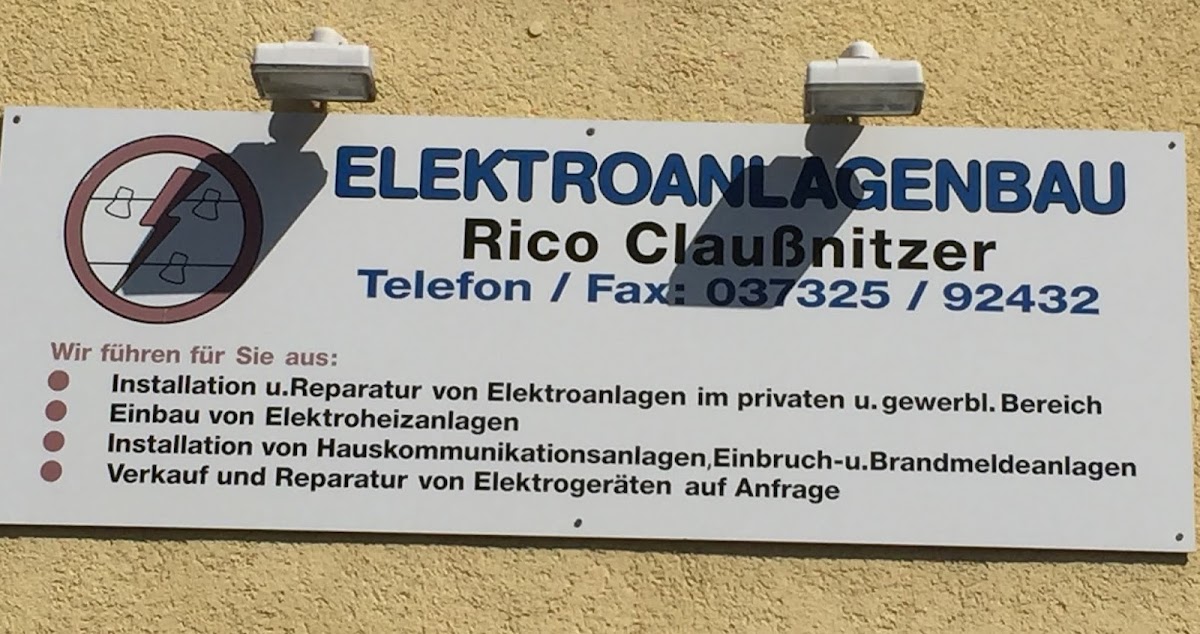 ELEKTROANLAGENBAU
Rico Claußnitzer
Telefon / Fax: 037325 / 92432
Wir führen für Sie aus:
Installation u.Reparatur von Elektroanlagen im privaten u. gewerbl. Bereich
Einbau von Elektroheizanlagen
Installation von Hauskommunikationsanlagen,Einbruch-u.Brandmeldeanlagen
Verkauf und Reparatur von Elektrogeräten auf Anfrage